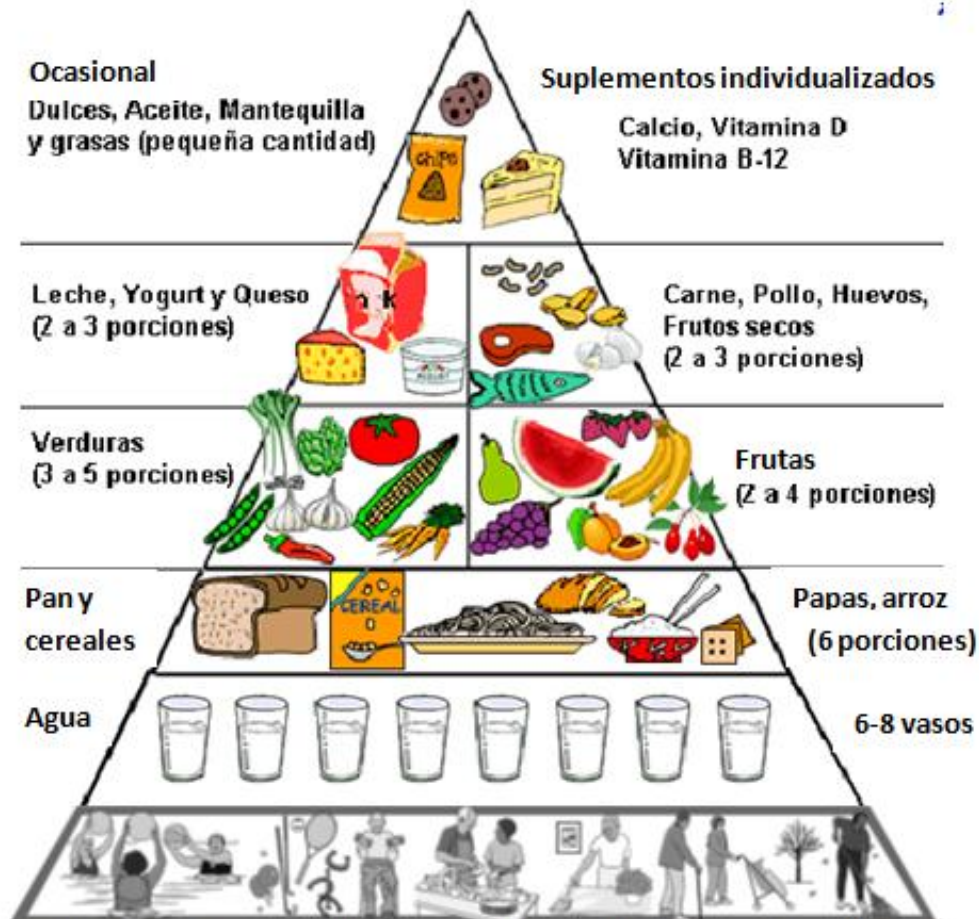 Ocasional
Dulces, Aceite, Mantequilla
y grasas (pequeña cantidad)
Suplementos individualizados
Calcio, Vitamina D
Vitamina B-12
chips
Leche, Yogurt y Queso
(2 a 3 porciones)
Carne, Pollo, Huevos,
Frutos secos
(2 a 3 porciones)
Verduras
(3 a 5 porciones)
Frutas
(2 a 4 porciones)
Pan y
cereales
CEREAL
Papas, arroz
(6 porciones)
Agua
6-8 vasos